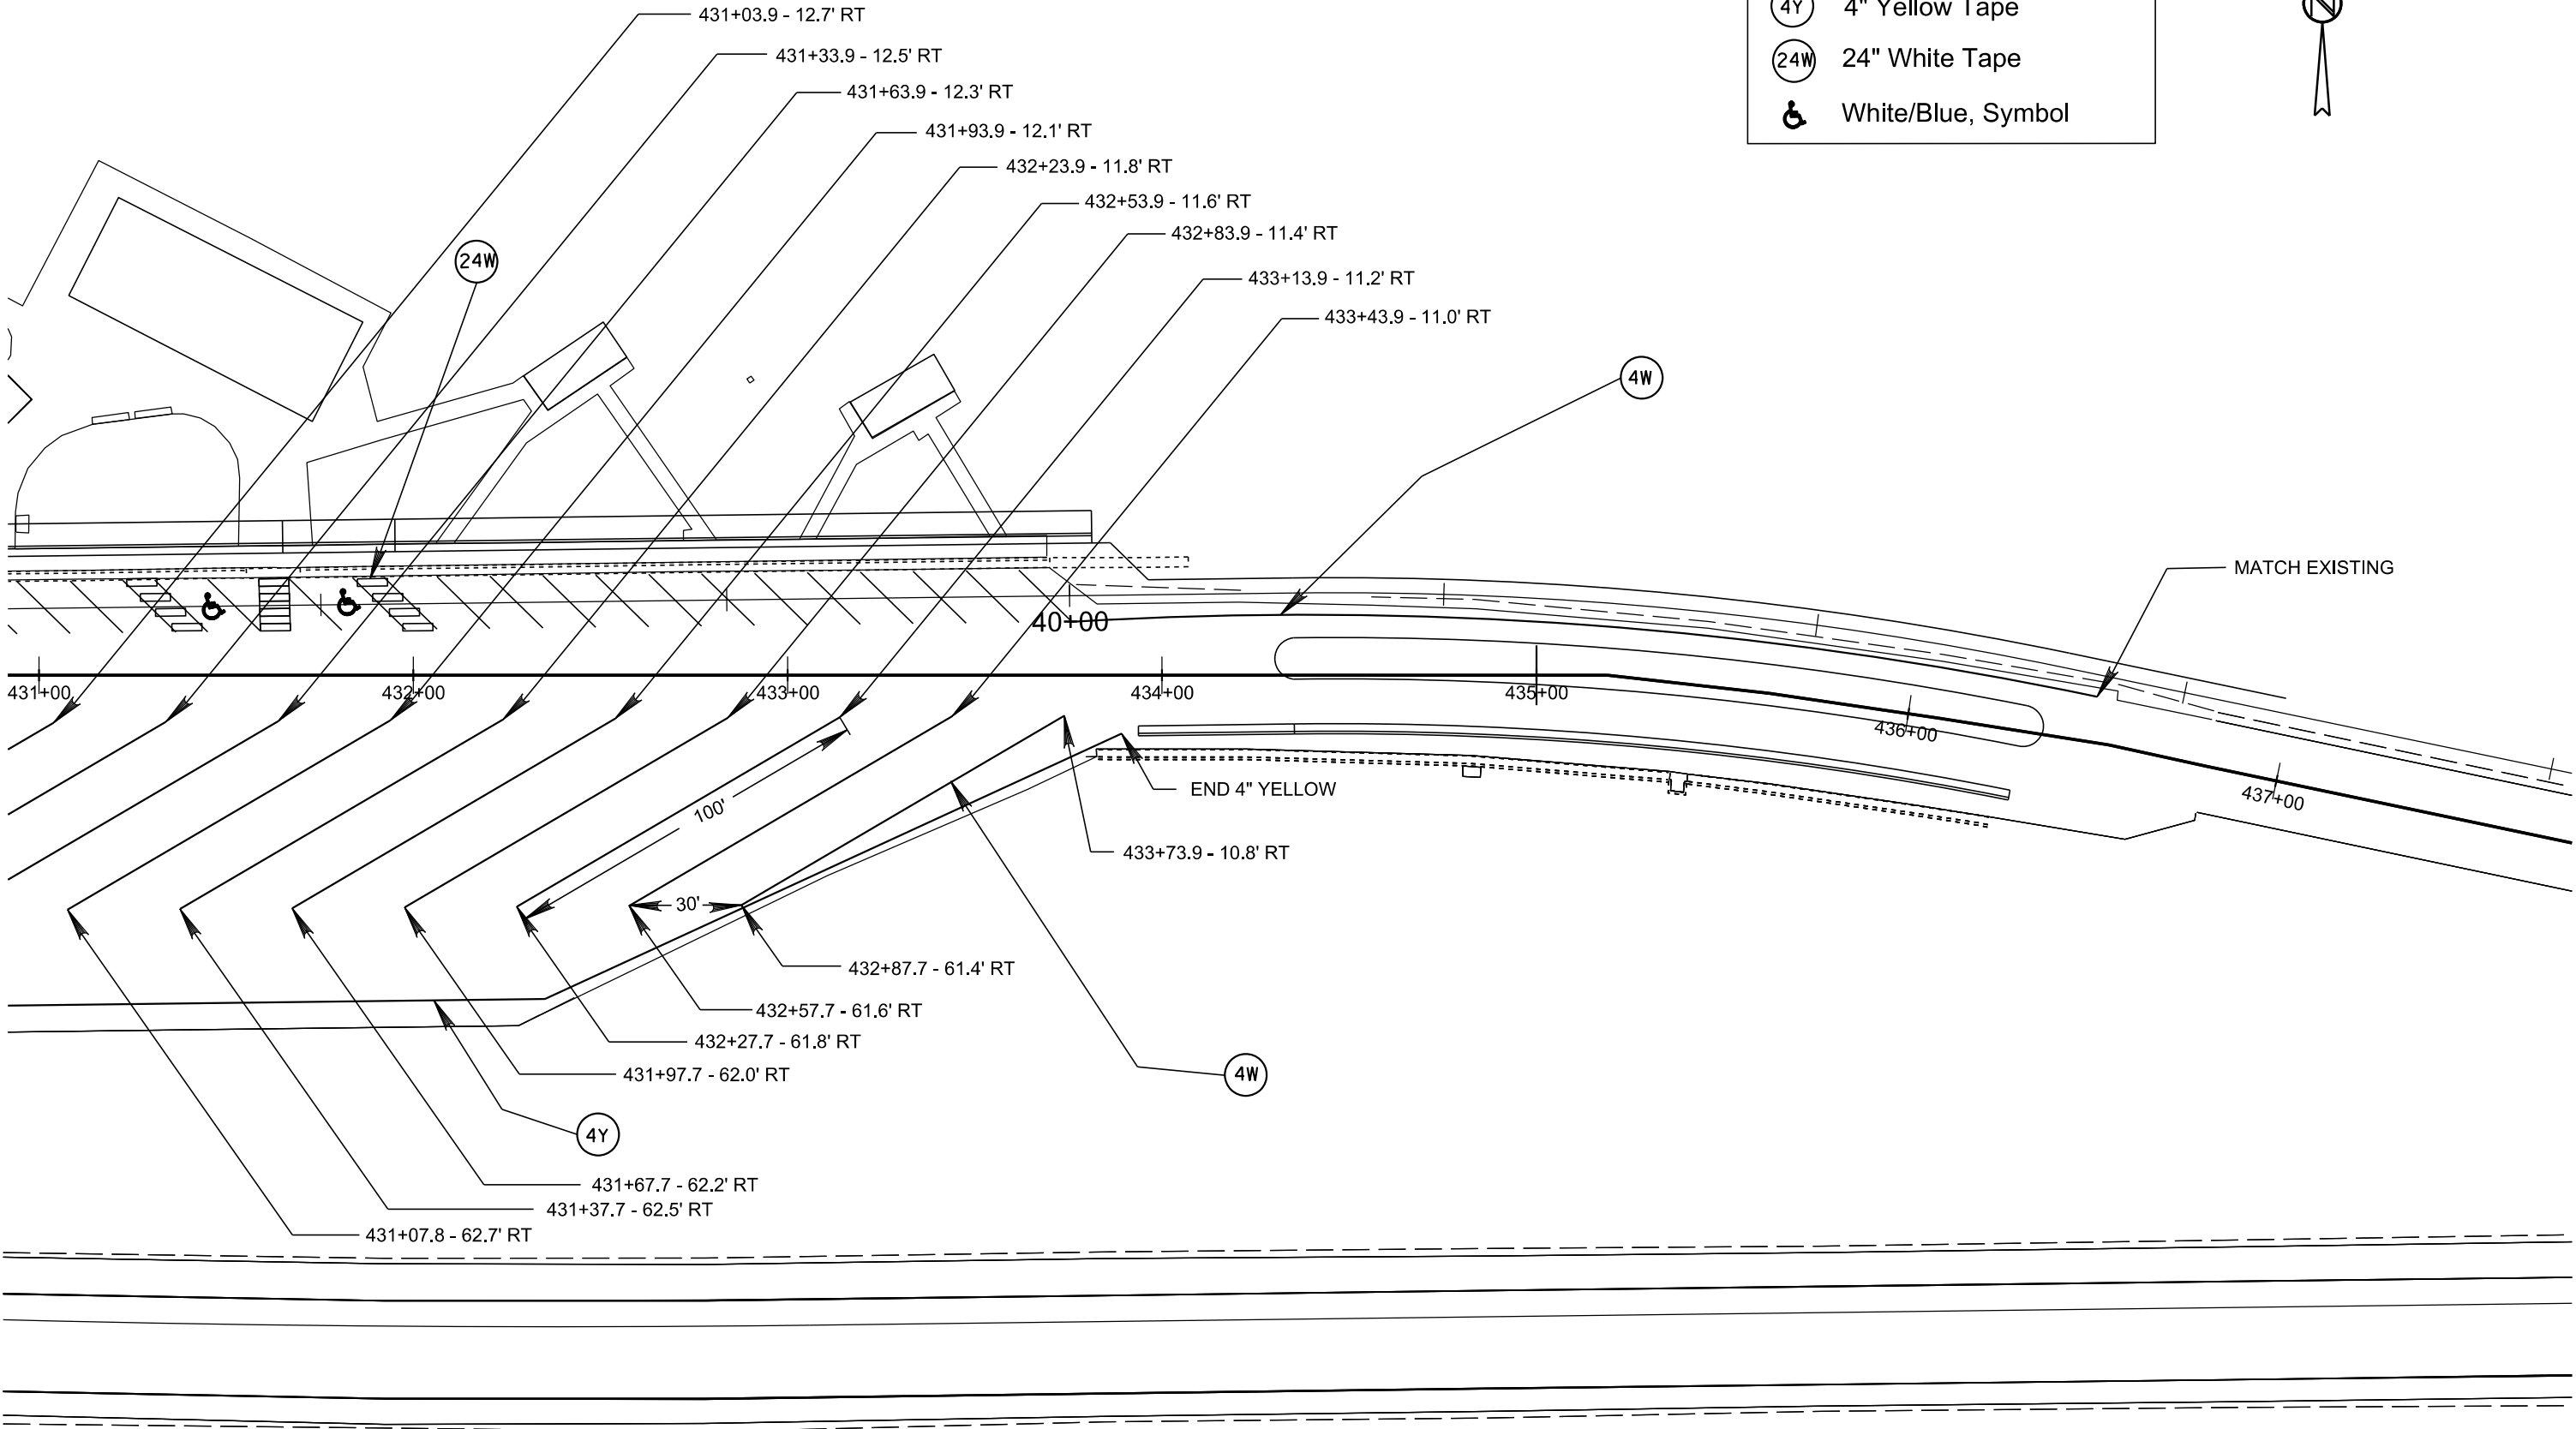 431+03.9 - 12.7' RT
431+33.9 - 12.5' RT
431+63.9 - 12.3' RT
431+93.9 - 12.1' RT
432+23.9 - 11.8' RT
432+53.9 - 11.6' RT
432+83.9 - 11.4' RT
433+13.9 - 11.2' RT
433+43.9 - 11.0' RT
4Y 4" Yellow Tape
24W 24" White Tape
White/Blue, Symbol
N
24W
4W
MATCH EXISTING
40+00
431+00
432+00
433+00
434+00
435+00
436+00
437+00
100'
END 4" YELLOW
433+73.9 - 10.8' RT
30'
432+87.7 - 61.4' RT
432+57.7 - 61.6' RT
432+27.7 - 61.8' RT
431+97.7 - 62.0' RT
4W
4Y
431+67.7 - 62.2' RT
431+37.7 - 62.5' RT
431+07.8 - 62.7' RT